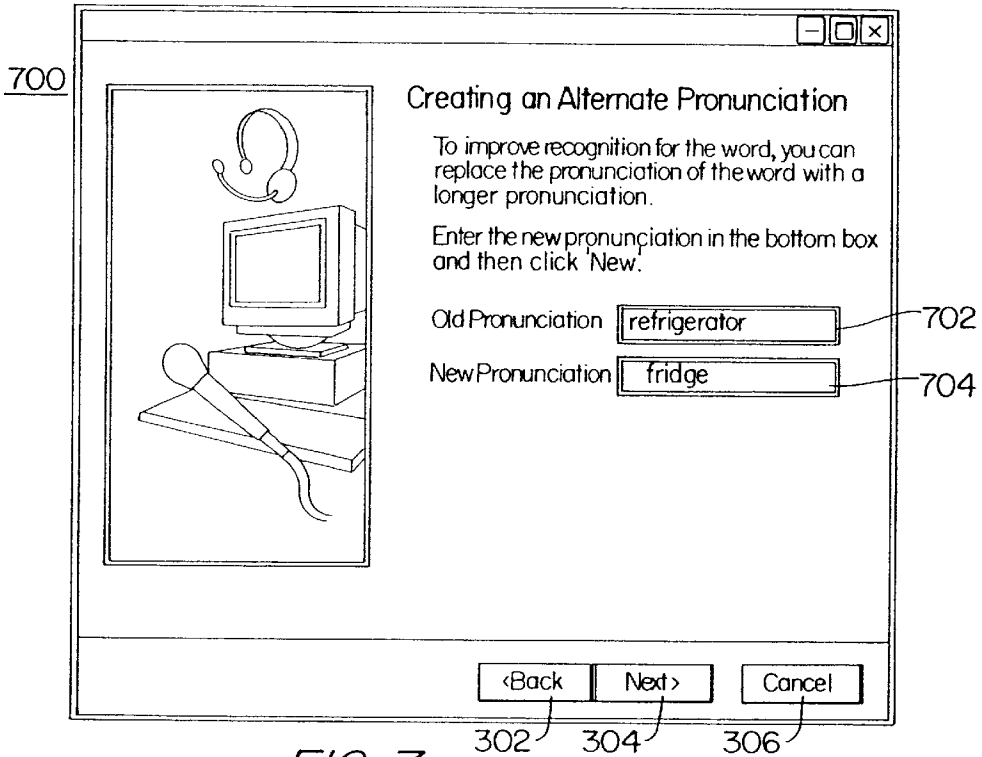 700
Creating an Alternate Pronunciation
To improve recognition for the word, you can
replace the pronunciation of the word with a
longer pronunciation.
Enter the new pronunciation in the bottom box
and then click 'New'.
Old Pronunciation refrigerator 702
New Pronunciation fridge 704
<Back Next> Cancel
302 304 306